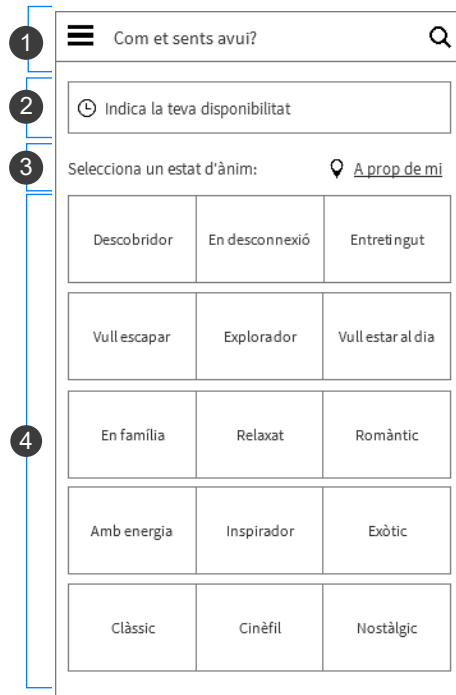 1
Com et sents avui?
2
Indica la teva disponibilitat
3
Selecciona un estat d'ànim:
A prop de mi
4
Descobridor
En desconnexió
Entretingut
Vull escapar
Explorador
Vull estar al dia
En família
Relaxat
Romàntic
Amb energia
Inspirador
Exòtic
Clàssic
Cinèfil
Nostàlgic